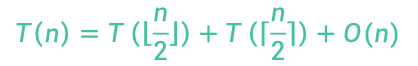 T(n) = T(⌊n/2⌋) + T(⌈n/2⌉) + O(n)